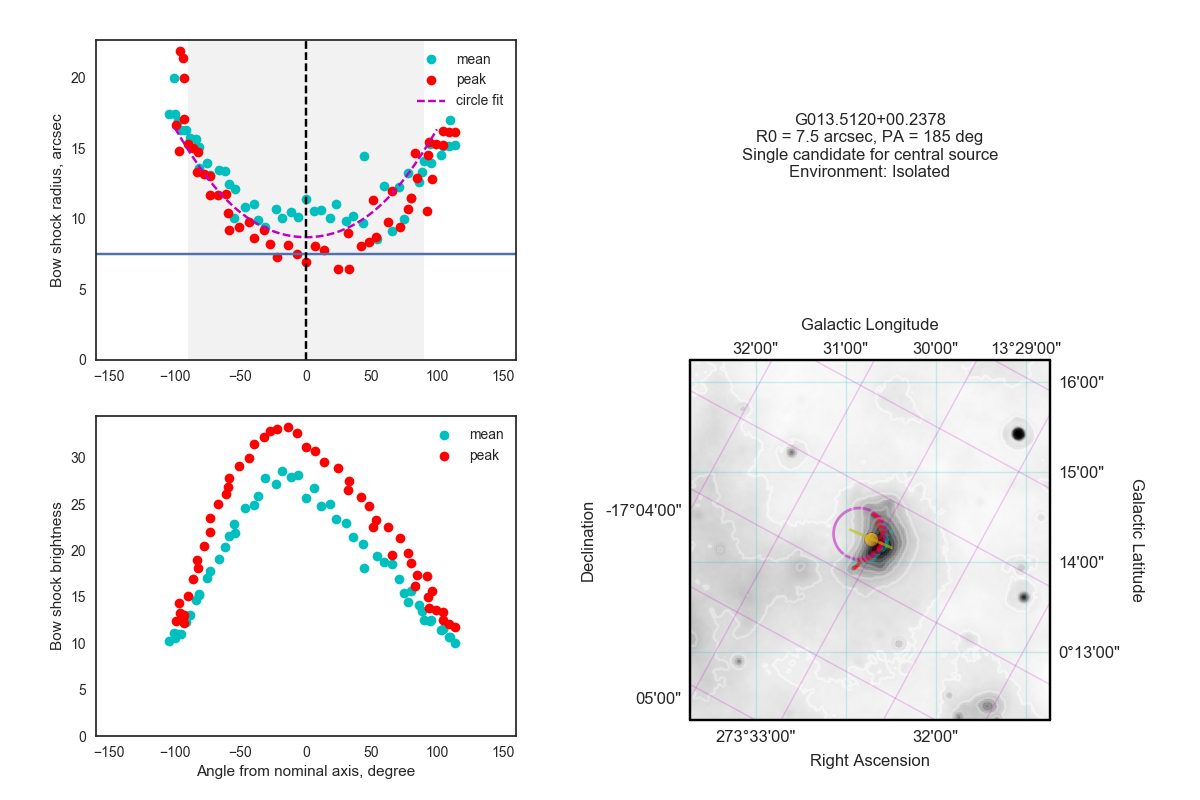 Bow shock radius, arcsec
20
15
10
5
0
−150
−100
−50
0
50
100
150
mean
peak
circle fit
G013.5120+00.2378
R0 = 7.5 arcsec, PA = 185 deg
Single candidate for central source
Environment: Isolated
Bow shock brightness
30
25
20
15
10
5
0
−150
−100
−50
0
50
100
150
Angle from nominal axis, degree
mean
peak
Galactic Longitude
32'00"
31'00"
30'00"
13°29'00"
16'00"
15'00"
14'00"
0°13'00"
Galactic Latitude
Declination
-17°04'00"
05'00"
273°33'00"
32'00"
Right Ascension